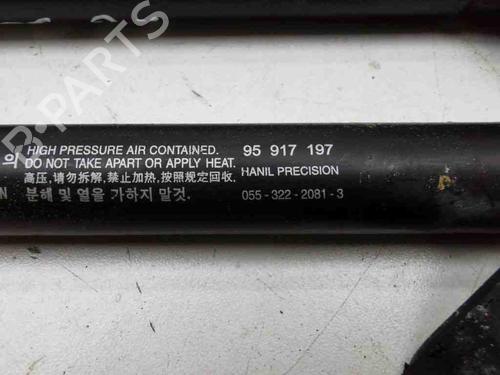 의 HIGH PRESSURE AIR CONTAINED. 95 917 197
DO NOT TAKE APART OR APPLY HEAT. HANIL PRECISION
高压,请勿拆解,禁止加热,按照规定回收.
N 분해 및 열을 가하지 말것. 055-322-2081-3